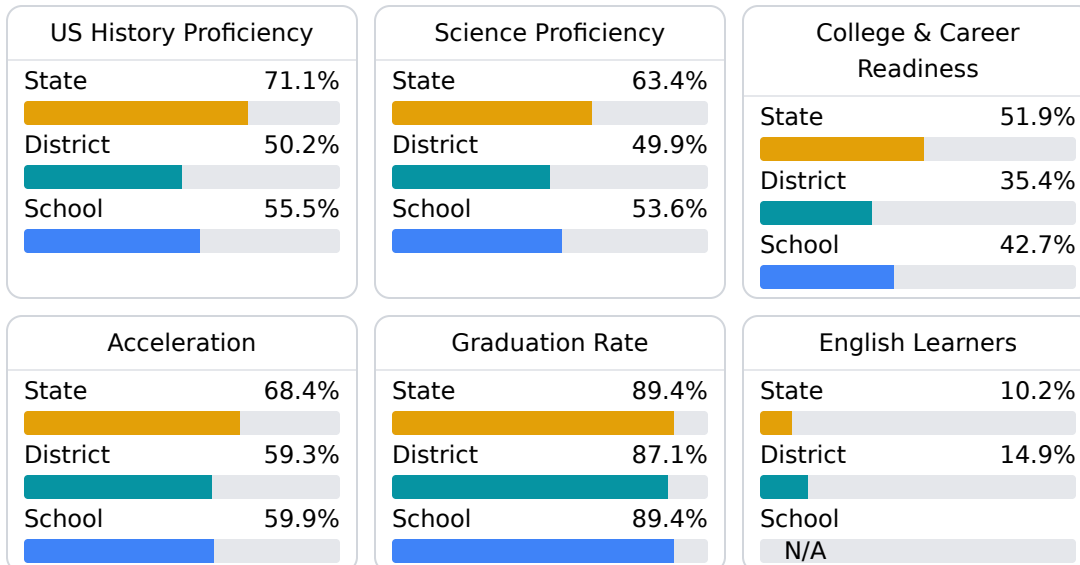 US History Proficiency
State 71.1%
District 50.2%
School 55.5%
Science Proficiency
State 63.4%
District 49.9%
School 53.6%
College & Career
Readiness
State 51.9%
District 35.4%
School 42.7%
Acceleration
State 68.4%
District 59.3%
School 59.9%
Graduation Rate
State 89.4%
District 87.1%
School 89.4%
English Learners
State 10.2%
District 14.9%
School
N/A